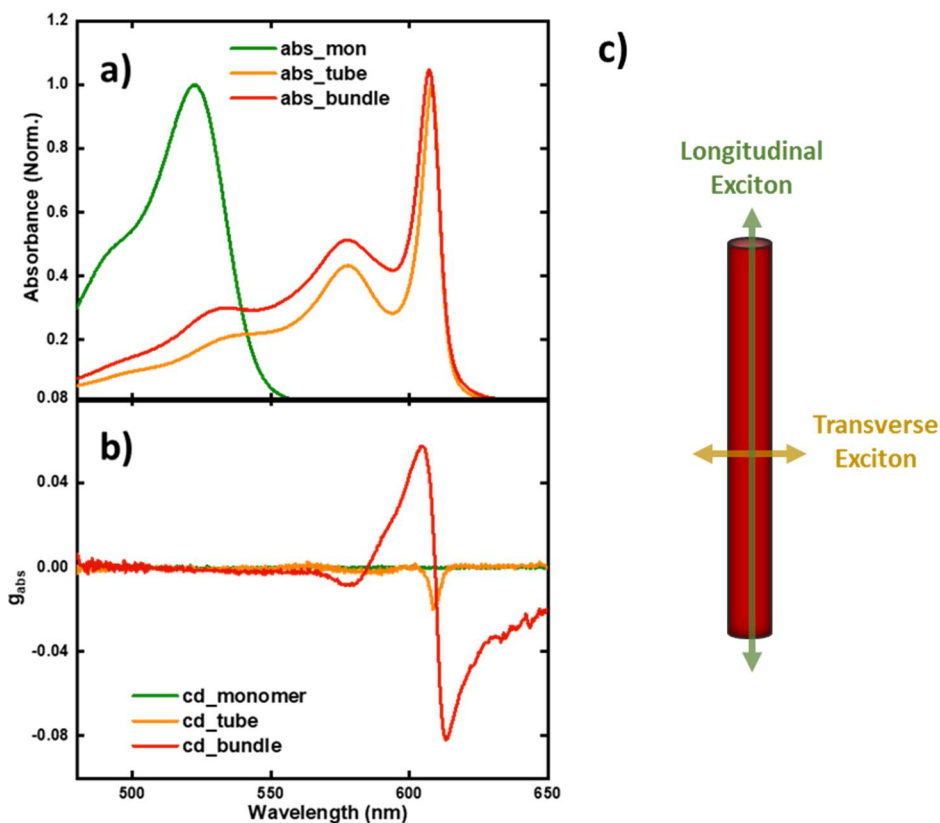 a)
abs_mon
abs_tube
abs_bundle
Absorbance (Norm.)
1.2
1.0
0.8
0.6
0.4
0.2
0.08
b)
g_abs
0.04
0.00
-0.04
-0.08
cd_monomer
cd_tube
cd_bundle
500
550
600
650
Wavelength (nm)
c)
Longitudinal
Exciton
Transverse
Exciton